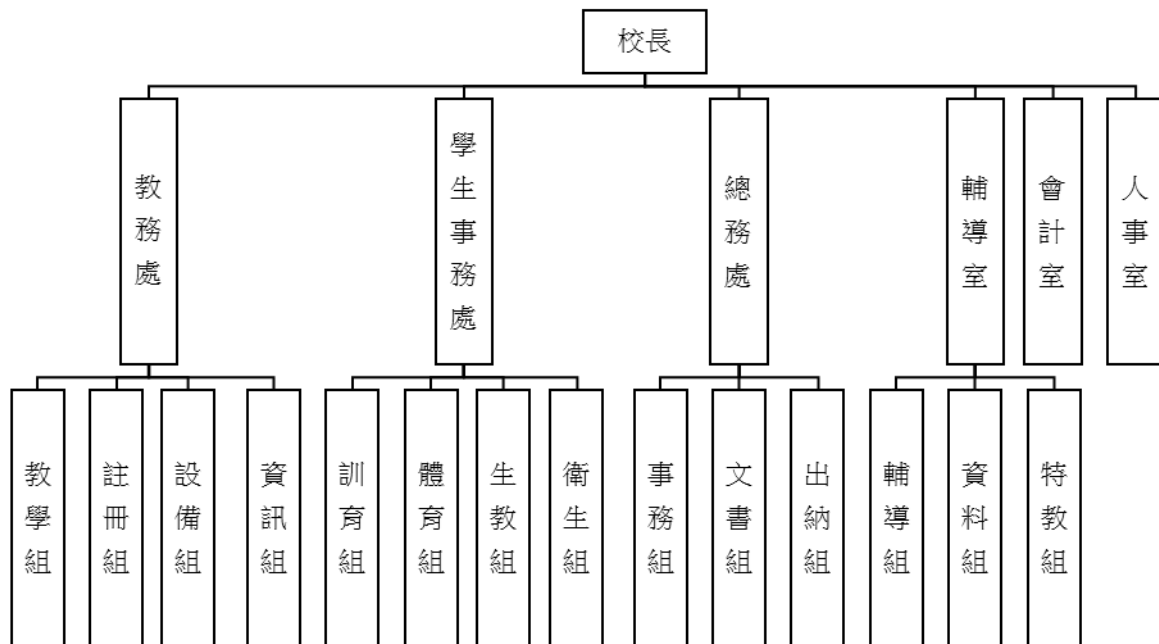 校長
教務處
學生事務處
總務處
輔導室
會計室
人事室
教學組
註冊組
設備組
資訊組
訓育組
體育組
生教組
衛生組
事務組
文書組
出納組
輔導組
資料組
特教組